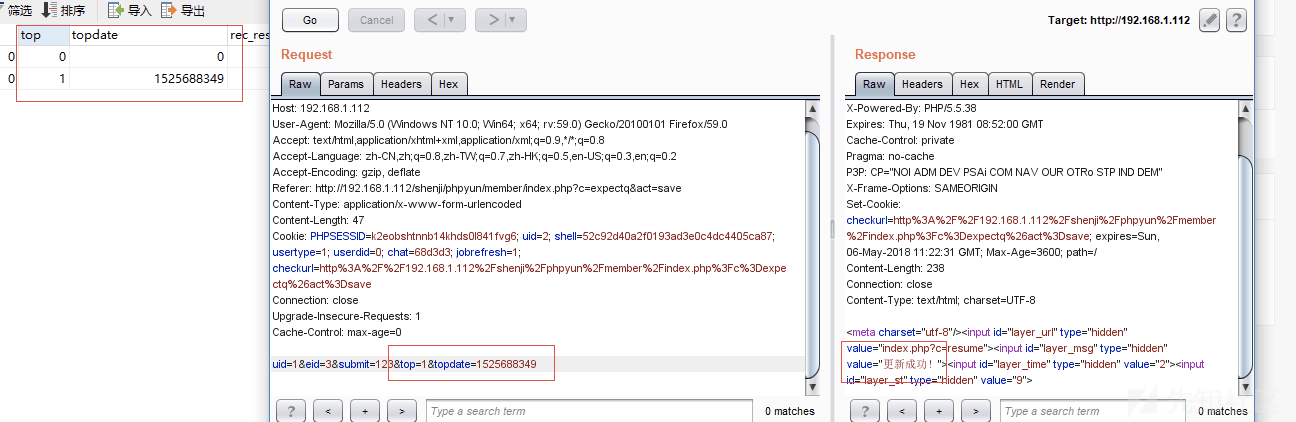 筛选 排序 导入 导出
top topdate rec_res
0 0 0
0 1 1525688349
Go Cancel < > Target: http://192.168.1.112 ?
Request
Raw Params Headers Hex
Host: 192.168.1.112
User-Agent: Mozilla/5.0 (Windows NT 10.0; Win64; x64; rv:59.0) Gecko/20100101 Firefox/59.0
Accept: text/html,application/xhtml+xml,application/xml;q=0.9,*/*;q=0.8
Accept-Language: zh-CN,zh;q=0.8,zh-TW;q=0.7,zh-HK;q=0.5,en-US;q=0.3,en;q=0.2
Accept-Encoding: gzip, deflate
Referer: http://192.168.1.112/shenji/phpyun/member/index.php?c=expectq&act=save
Content-Type: application/x-www-form-urlencoded
Content-Length: 47
Cookie: PHPSESSID=k2eobshtnnb14khds0l841fvg6; uid=2; shell=52c92d40a2f0193ad3e0c4dc4405ca87;
usertype=1; userdid=0; chat=68d3d3; jobrefresh=1;
checkurl=http%3A%2F%2F192.168.1.112%2Fshenji%2Fphpyun%2Fmember%2Findex.php%3Fc%3Dexpe
ctq%26act%3Dsave
Connection: close
Upgrade-Insecure-Requests: 1
Cache-Control: max-age=0
uid=1&eid=3&submit=123&top=1&topdate=1525688349
? < + > Type a search term 0 matches
Response
Raw Headers Hex HTML Render
X-Powered-By: PHP/5.5.38
Expires: Thu, 19 Nov 1981 08:52:00 GMT
Cache-Control: private
Pragma: no-cache
P3P: CP="NOI ADM DEV PSAi COM NAV OUR OTRo STP IND DEM"
X-Frame-Options: SAMEORIGIN
Set-Cookie:
checkurl=http%3A%2F%2F192.168.1.112%2Fshenji%2Fphpyun%2Fmember
%2Findex.php%3Fc%3Dexpectq%26act%3Dsave; expires=Sun,
06-May-2018 11:22:31 GMT; Max-Age=3600; path=/
Content-Length: 238
Connection: close
Content-Type: text/html; charset=UTF-8
<meta charset="utf-8"/><input id="layer_url" type="hidden"
value="index.php?c=resume"><input id="layer_msg" type="hidden"
value="更新成功！"><input id="layer_time" type="hidden" value="2"><input
id="layer_st" type="hidden" value="9">
? < + > Type a search term 0 matches